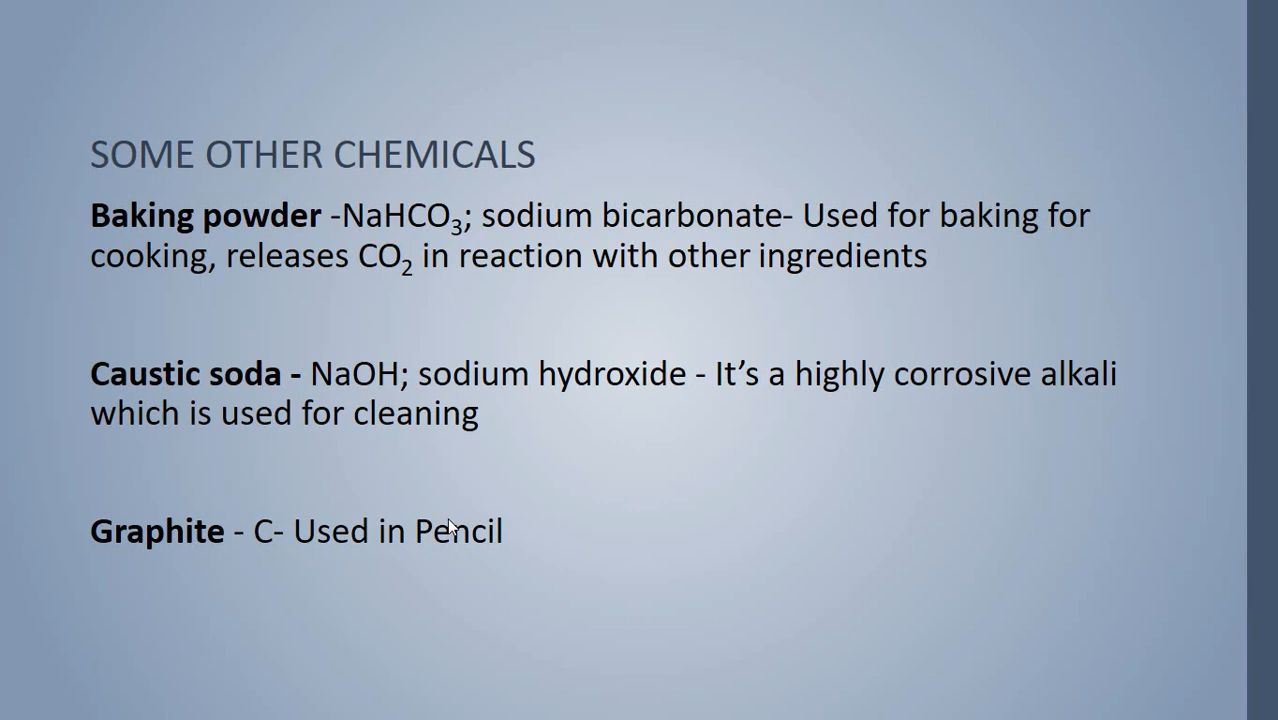 SOME OTHER CHEMICALS
Baking powder -NaHCO₃; sodium bicarbonate- Used for baking for
cooking, releases CO₂ in reaction with other ingredients
Caustic soda - NaOH; sodium hydroxide - It’s a highly corrosive alkali
which is used for cleaning
Graphite - C- Used in Pencil